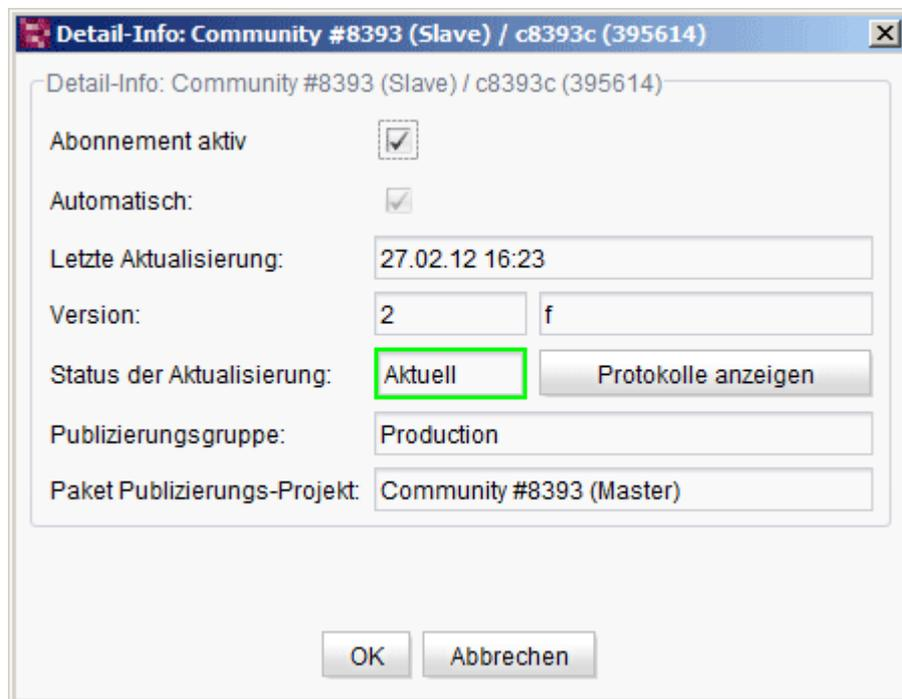 Detail-Info: Community #8393 (Slave) / c8393c (395614)
Detail-Info: Community #8393 (Slave) / c8393c (395614)
Abonnement aktiv
Automatisch:
Letzte Aktualisierung: 27.02.12 16:23
Version: 2 f
Status der Aktualisierung: Aktuell Protokolle anzeigen
Publizierungsgruppe: Production
Paket Publizierungs-Projekt: Community #8393 (Master)
OK Abbrechen